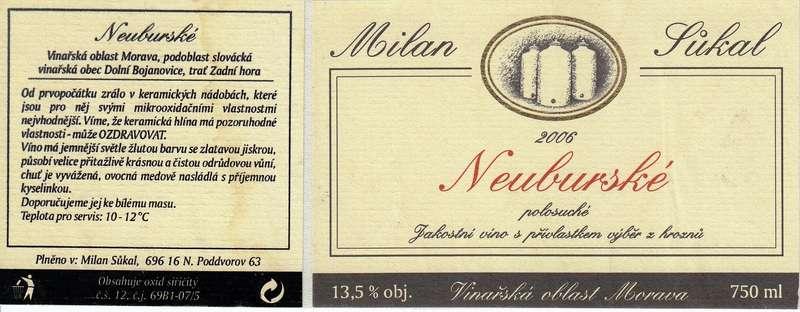 Neuburské
Vinařská oblast Morava, podoblast slovácká
vinařská obec Dolní Bojanovice, trať Zadní hora
Od prvopočátku zrálo v keramických nádobách, které
jsou pro něj svými mikrooxidačními vlastnostmi
nejvhodnější. Víme, že keramická hlína má pozoruhodné
vlastnosti - může OZDRAVOVAT.
Víno má jemnější světle žlutou barvu se zlatavou jiskrou,
působí velice přitažlivě krásnou a čistou odrůdovou vůní,
chuť je vyvážená, ovocná medově nasládlá s příjemnou
kyselinkou.
Doporučujeme jej ke bílému masu.
Teplota pro servis: 10 - 12°C
Plněno v: Milan Sůkal, 696 16 N. Poddvorov 63
Obsahuje oxid siřičitý
č.š. 12, č.j. 69B1-07/5
Milan Sůkal
2006
Neuburské
polosuché
Jakostní víno s přívlastkem výběr z hroznů
13,5 % obj. Vinařská oblast Morava 750 ml